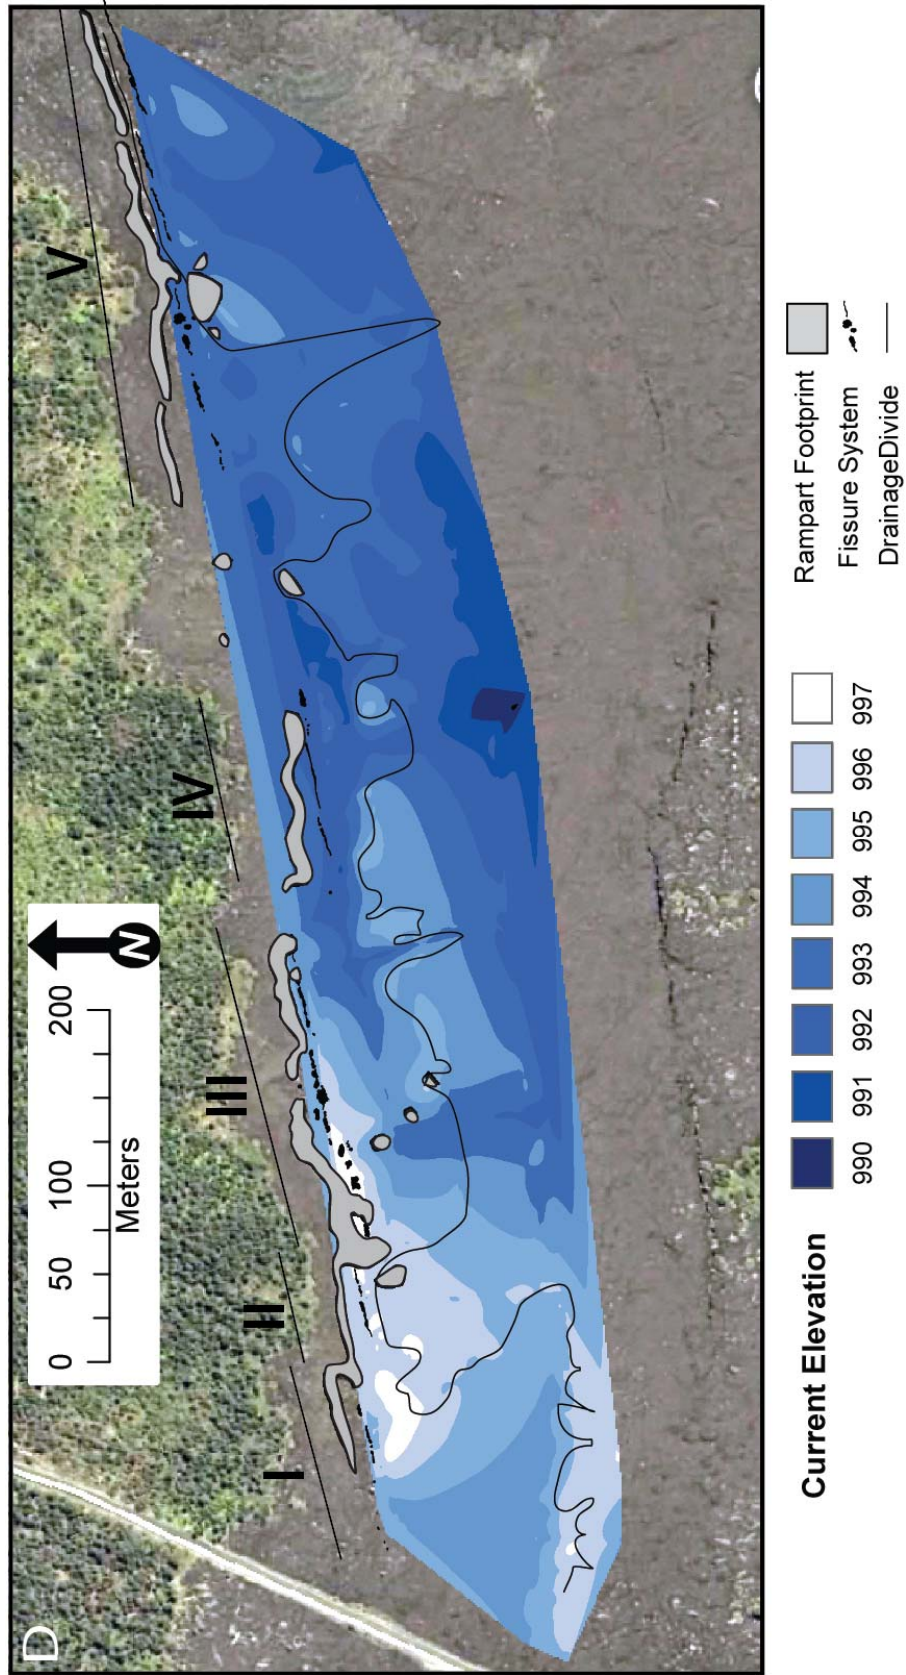 D
I
II
III
IV
V
0 50 100 200
Meters
N
Current Elevation
990 991 992 993 994 995 996 997
Rampart Footprint
Fissure System
DrainageDivide